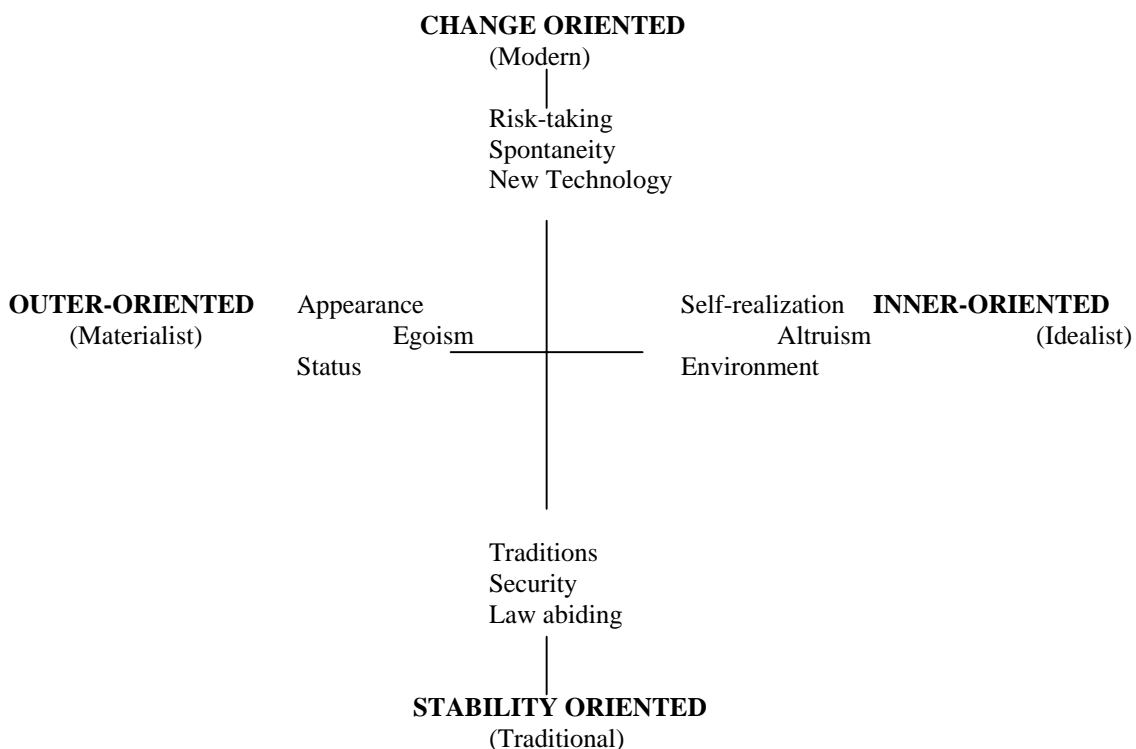 CHANGE ORIENTED
(Modern)
Risk-taking
Spontaneity
New Technology
OUTER-ORIENTED Appearance Self-realization INNER-ORIENTED
(Materialist) Egoism Altruism (Idealist)
Status Environment
Traditions
Security
Law abiding
STABILITY ORIENTED
(Traditional)